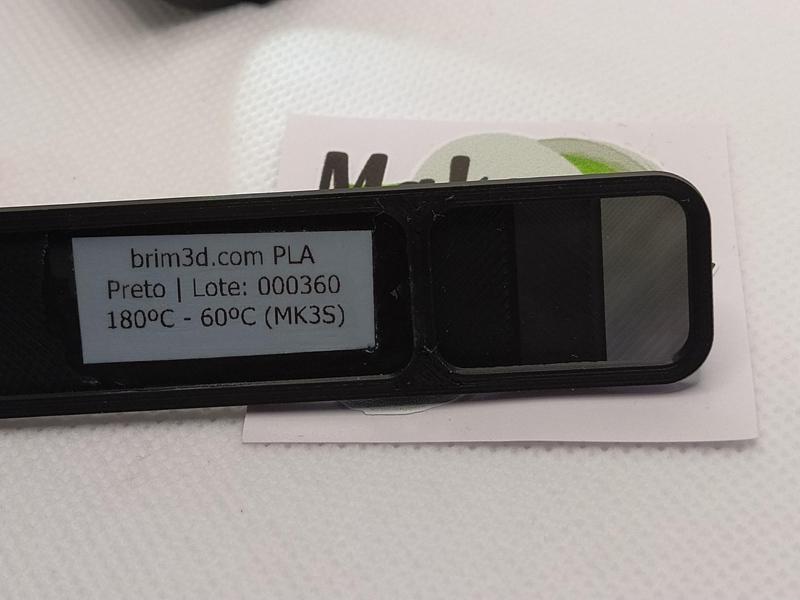 brim3d.com PLA
Preto | Lote: 000360
180ºC - 60ºC (MK3S)